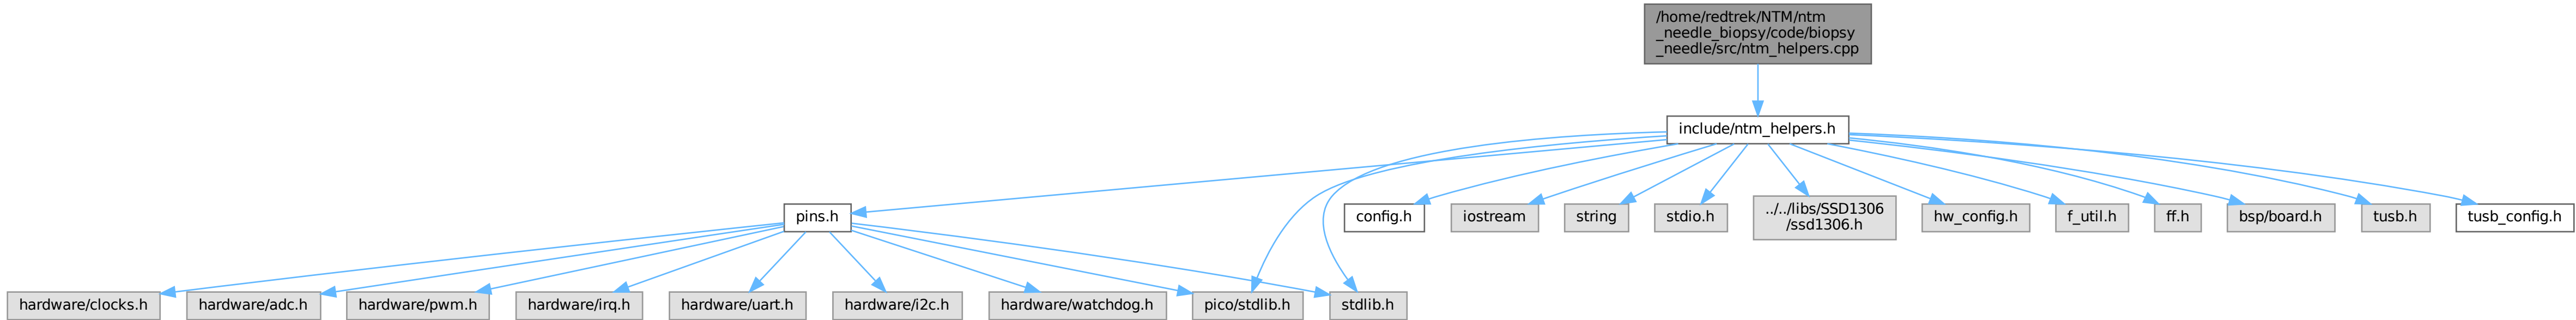 /home/redtrek/NTM/ntm
_needle_biopsy/code/biopsy
_needle/src/ntm_helpers.cpp
include/ntm_helpers.h
pins.h
config.h
iostream
string
stdio.h
../../libs/SSD1306
/ssd1306.h
hw_config.h
f_util.h
ff.h
bsp/board.h
tusb.h
tusb_config.h
hardware/clocks.h
hardware/adc.h
hardware/pwm.h
hardware/irq.h
hardware/uart.h
hardware/i2c.h
hardware/watchdog.h
pico/stdlib.h
stdlib.h